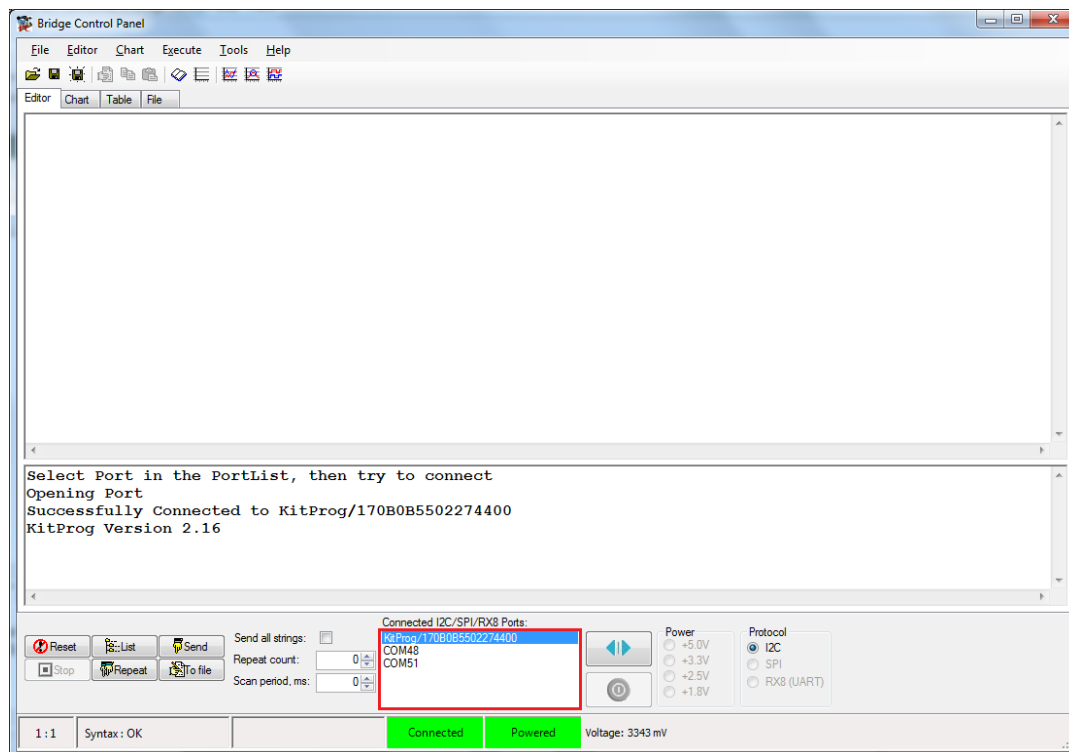 Bridge Control Panel
File Editor Chart Execute Tools Help
Editor Chart Table File
Select Port in the PortList, then try to connect
Opening Port
Successfully Connected to KitProg/170B0B5502274400
KitProg Version 2.16
Connected I2C/SPI/RX8 Ports:
Reset List Send Send all strings: KitProg/170B0B5502274400 Power Protocol
COM48 +5.0V I2C
Stop Repeat To file Repeat count: 0 COM51 +3.3V SPI
Scan period, ms: 0 +2.5V RX8 (UART)
+1.8V
1 : 1 Syntax : OK Connected Powered Voltage: 3343 mV